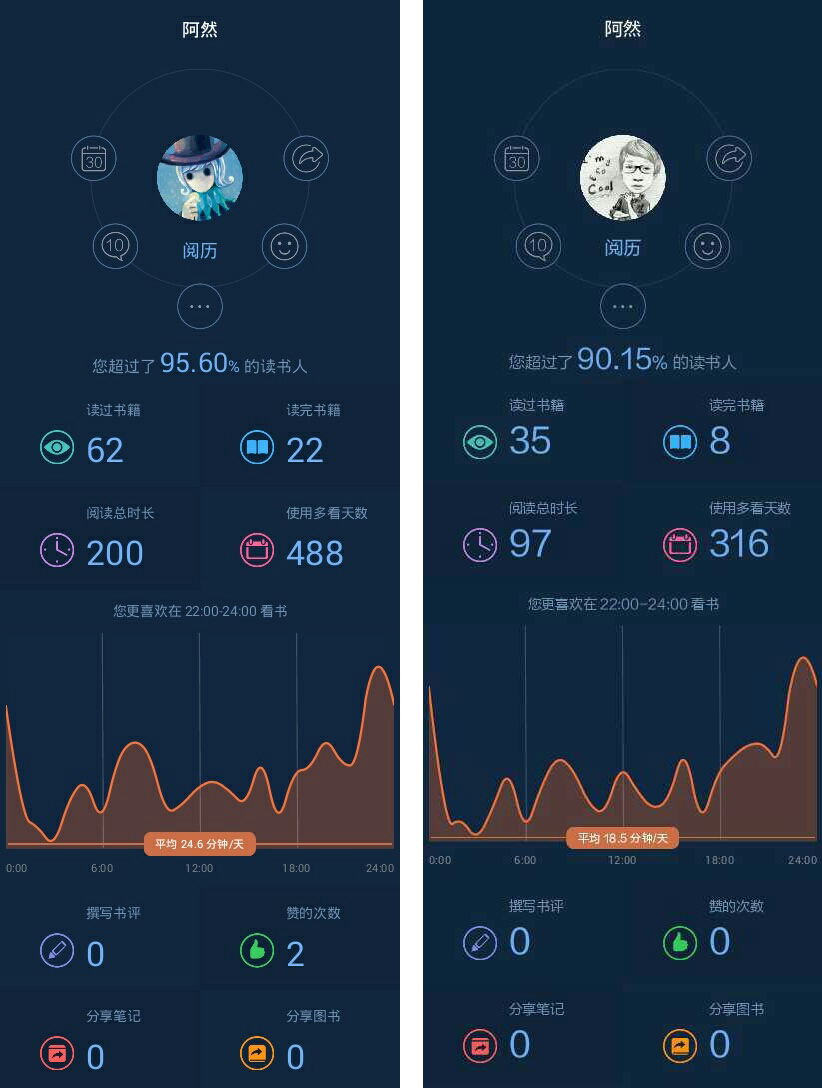 阿然
30
10
阅历
您超过了 95.60% 的读书人
读过书籍
62
读完书籍
22
阅读总时长
200
使用多看天数
488
您更喜欢在 22:00-24:00 看书
平均 24.6 分钟/天
0:00 6:00 12:00 18:00 24:00
撰写书评
0
赞的次数
2
分享笔记
0
分享图书
0
阿然
30
I'm
so
Cool
10
阅历
您超过了 90.15% 的读书人
读过书籍
35
读完书籍
8
阅读总时长
97
使用多看天数
316
您更喜欢在 22:00-24:00 看书
平均 18.5 分钟/天
0:00 6:00 12:00 18:00 24:00
撰写书评
0
赞的次数
0
分享笔记
0
分享图书
0